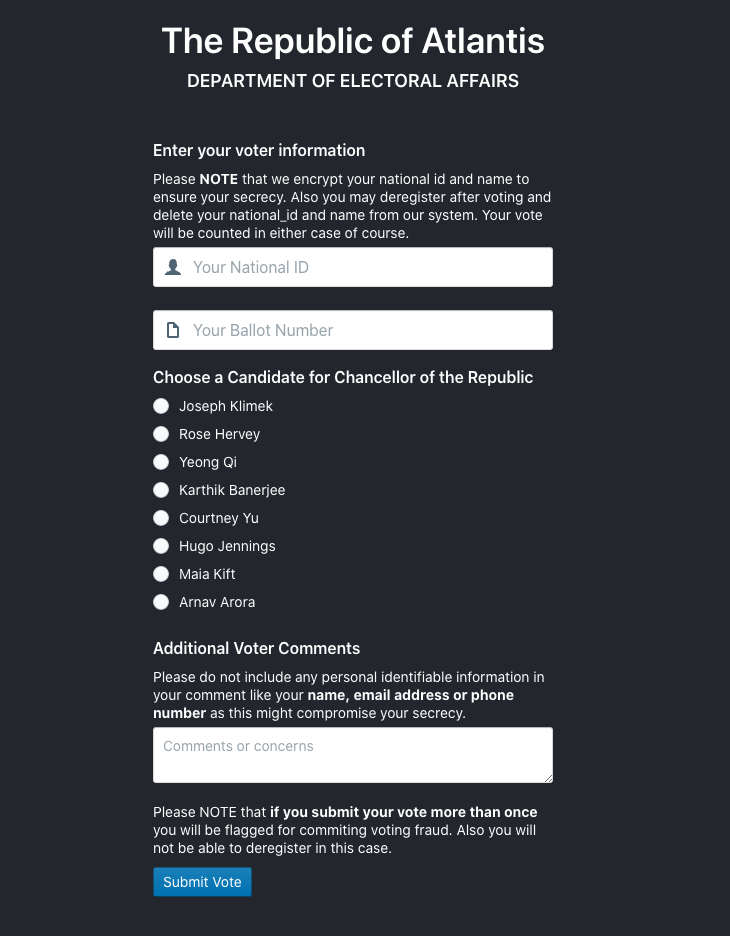 The Republic of Atlantis
DEPARTMENT OF ELECTORAL AFFAIRS
Enter your voter information
Please NOTE that we encrypt your national id and name to
ensure your secrecy. Also you may deregister after voting and
delete your national_id and name from our system. Your vote
will be counted in either case of course.
Your National ID
Your Ballot Number
Choose a Candidate for Chancellor of the Republic
Joseph Klimek
Rose Hervey
Yeong Qi
Karthik Banerjee
Courtney Yu
Hugo Jennings
Maia Kift
Arnav Arora
Additional Voter Comments
Please do not include any personal identifiable information in
your comment like your name, email address or phone
number as this might compromise your secrecy.
Comments or concerns
Please NOTE that if you submit your vote more than once
you will be flagged for commiting voting fraud. Also you will
not be able to deregister in this case.
Submit Vote